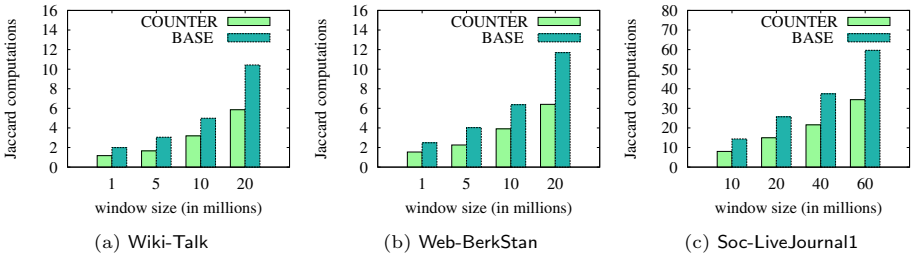 Jaccard computations
16
14
12
10
8
6
4
2
0
COUNTER
BASE
1 5 10 20
window size (in millions)
(a) Wiki-Talk
Jaccard computations
16
14
12
10
8
6
4
2
0
COUNTER
BASE
1 5 10 20
window size (in millions)
(b) Web-BerkStan
Jaccard computations
80
70
60
50
40
30
20
10
0
COUNTER
BASE
10 20 40 60
window size (in millions)
(c) Soc-LiveJournal1